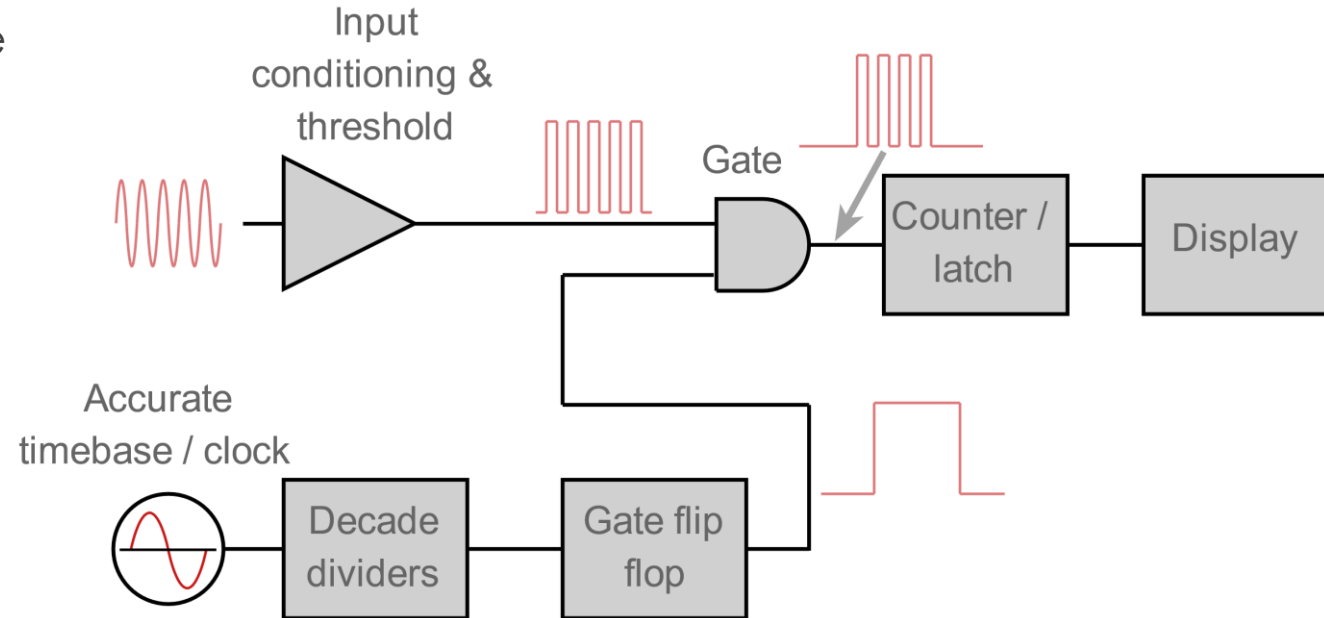 e
Input
conditioning &
threshold
Gate
Counter /
latch
Display
Accurate
timebase / clock
Decade
dividers
Gate flip
flop